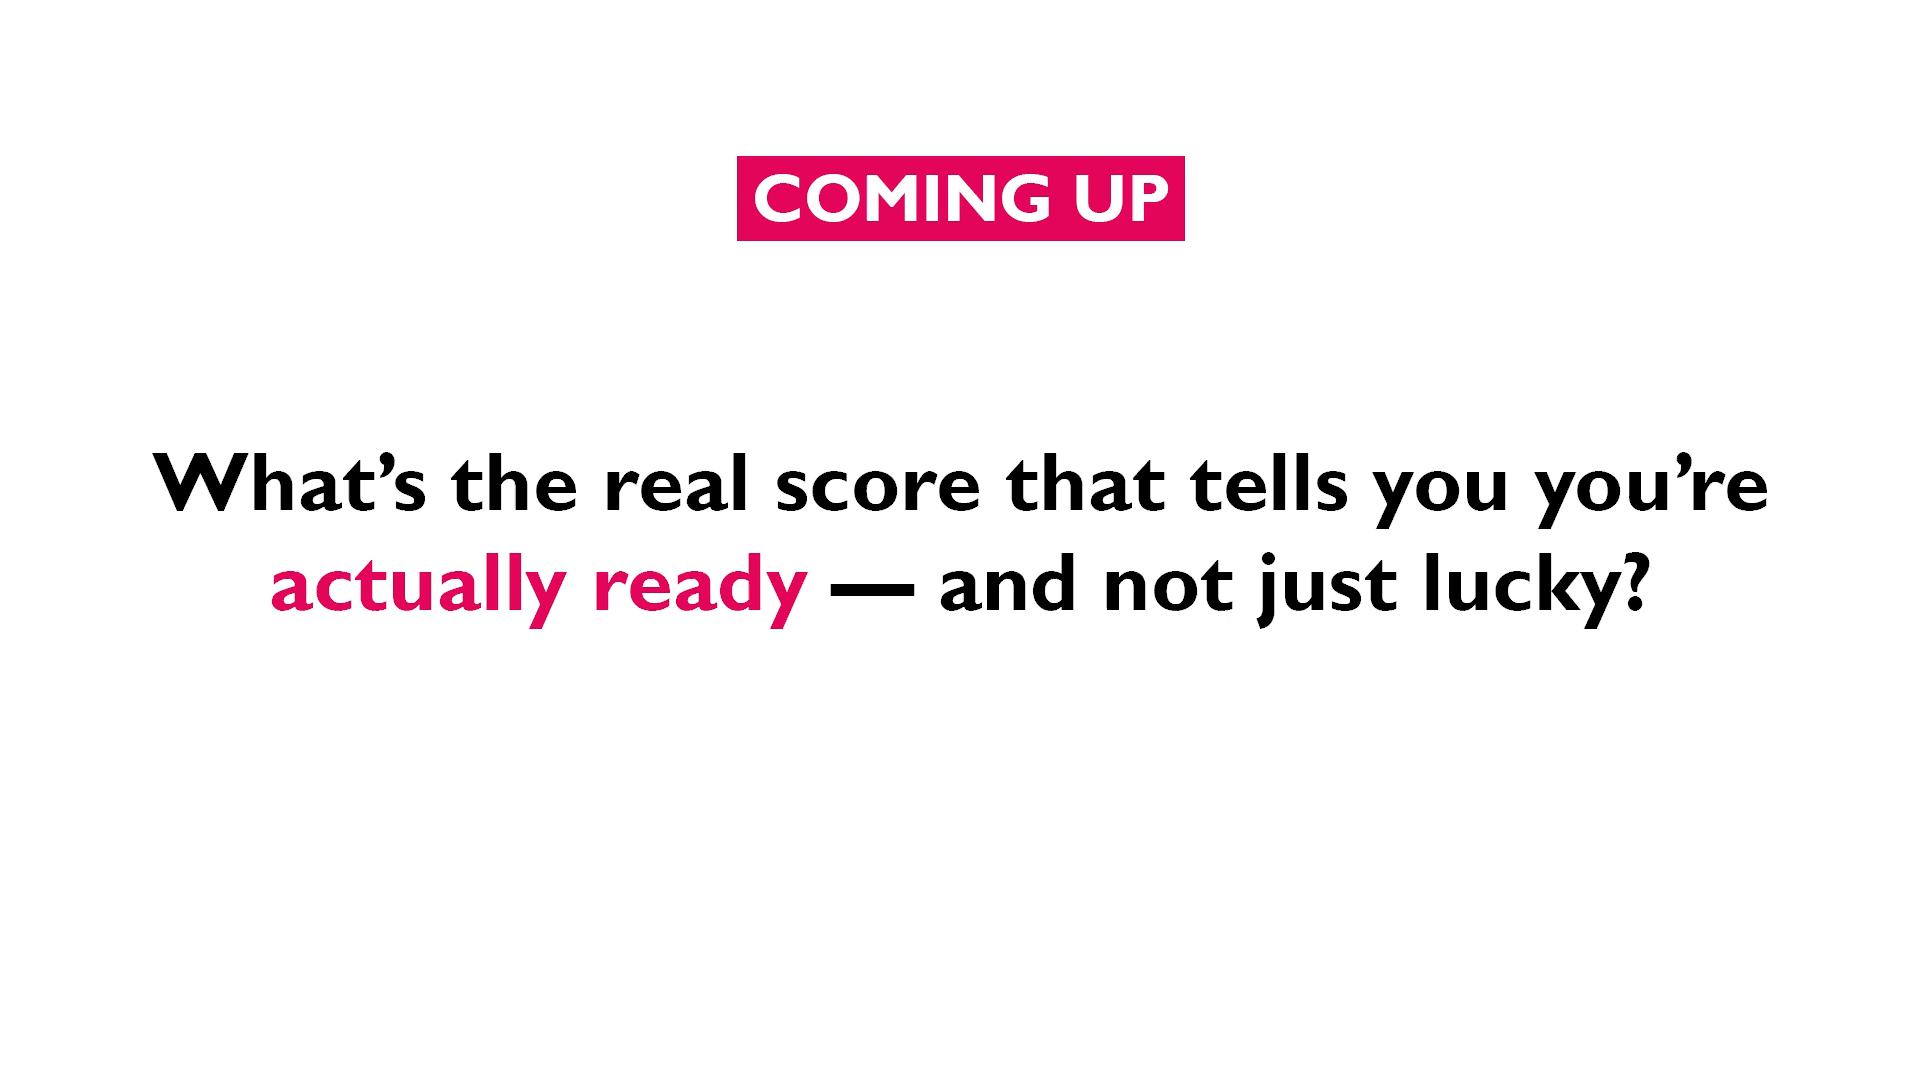 COMING UP
What’s the real score that tells you you’re
actually ready — and not just lucky?